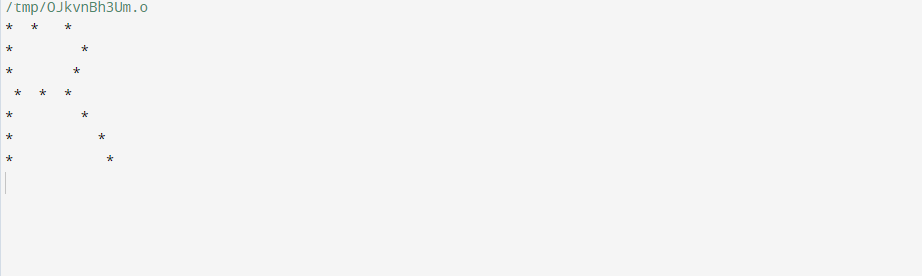 /tmp/OJkvnBh3Um.o
*  *   *
*        *
*       *
 *  *  *
*        *
*          *
*           *